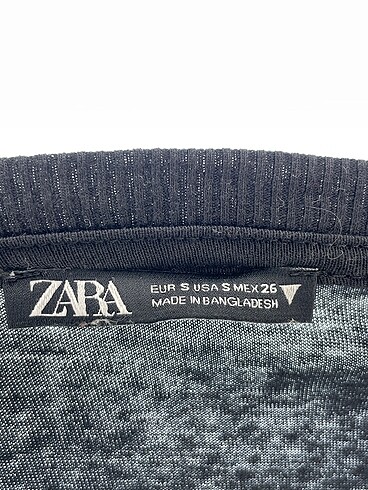 ZARA
EUR S USA S MEX 26
MADE IN BANGLADESH